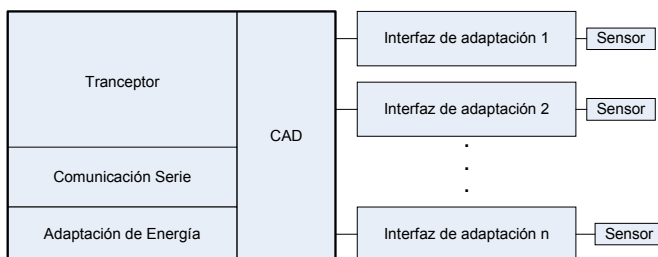 Tranceptor
Comunicación Serie
Adaptación de Energía
CAD
Interfaz de adaptación 1
Sensor
Interfaz de adaptación 2
Sensor
.
.
.
Interfaz de adaptación n
Sensor